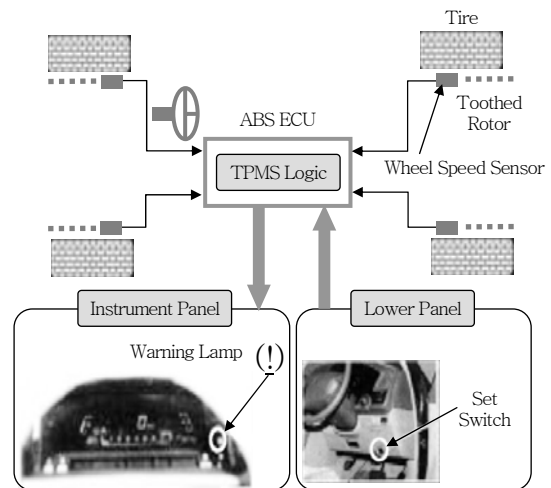 Tire
ABS ECU
Toothed
Rotor
Wheel Speed Sensor
TPMS Logic
Instrument Panel
Lower Panel
Warning Lamp (!)
Set
Switch